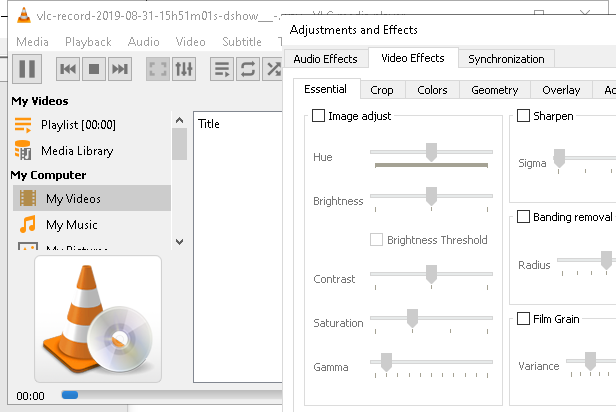 vlc-record-2019-08-31-15h51m01s-dshow___-.
Media Playback Audio Video Subtitle T
My Videos
Playlist [00:00]
Media Library
My Computer
My Videos
My Music
My Pictures
00:00
Title
Adjustments and Effects
Audio Effects Video Effects Synchronization
Essential Crop Colors Geometry Overlay
Image adjust
Hue
Brightness
Brightness Threshold
Contrast
Saturation
Gamma
Sharpen
Sigma
Banding removal
Radius
Film Grain
Variance